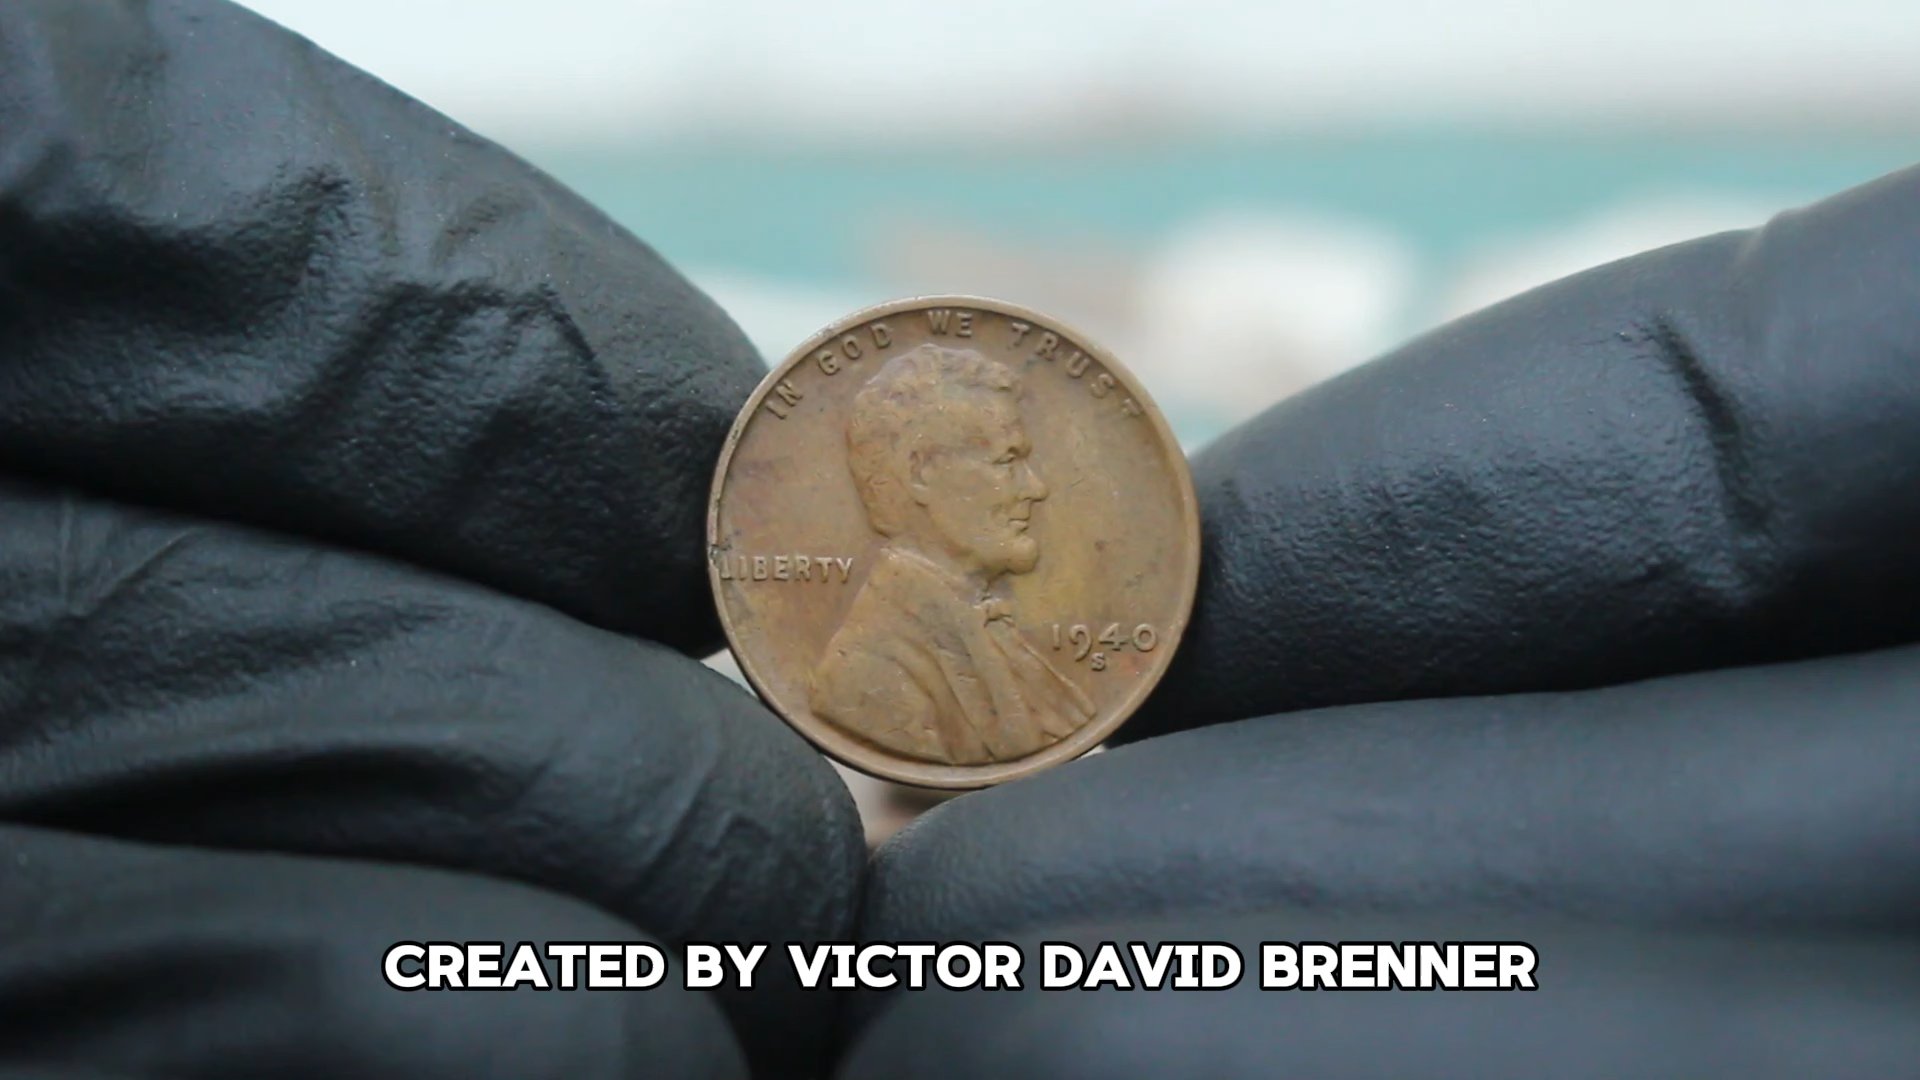 IN GOD WE TRUST
LIBERTY
1940
S
CREATED BY VICTOR DAVID BRENNER